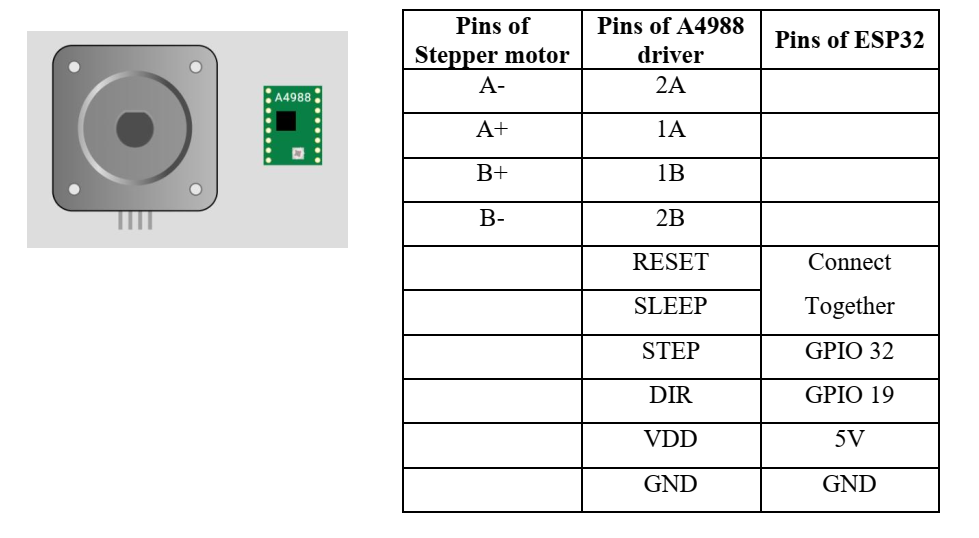 A4988
Pins of
Stepper motor
Pins of A4988
driver
Pins of ESP32
A-
2A
A+
1A
B+
1B
B-
2B
RESET
Connect
SLEEP
Together
STEP
GPIO 32
DIR
GPIO 19
VDD
5V
GND
GND